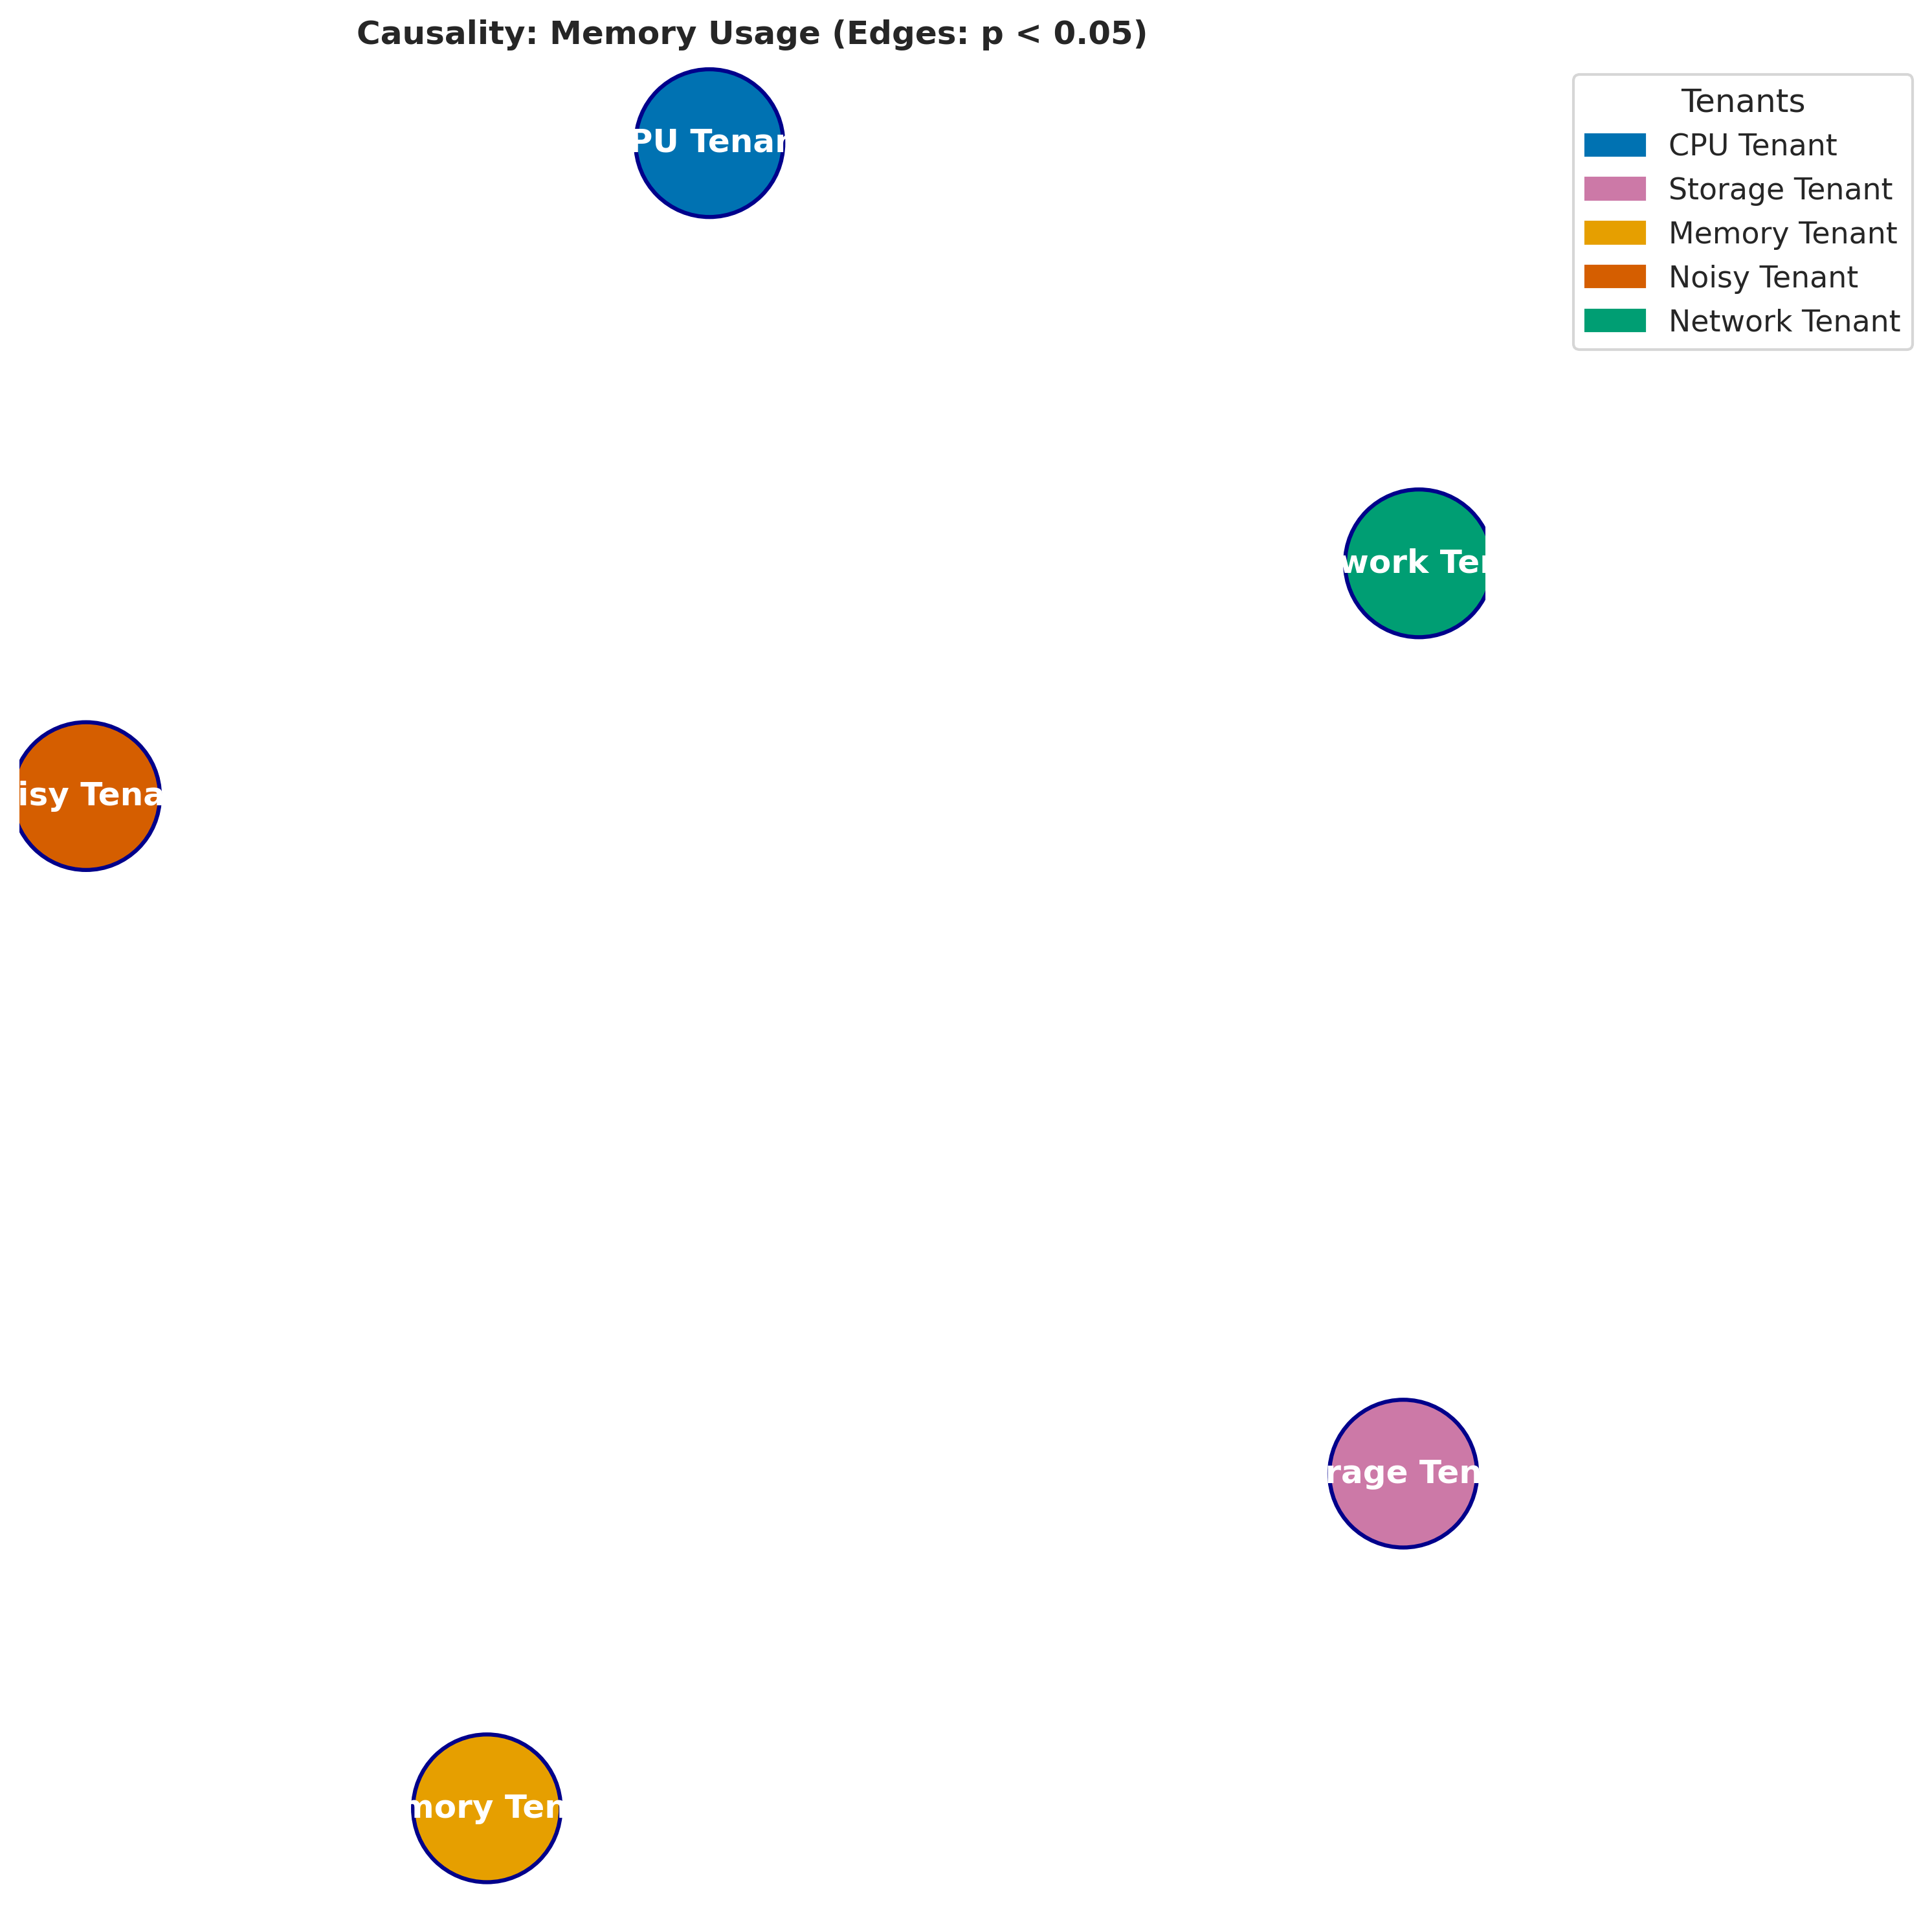 Causality: Memory Usage (Edges: p < 0.05)
Tenants
CPU Tenant
Storage Tenant
Memory Tenant
Noisy Tenant
Network Tenant
PU Tenan
work Ten
isy Tena
rage Ten
mory Ten